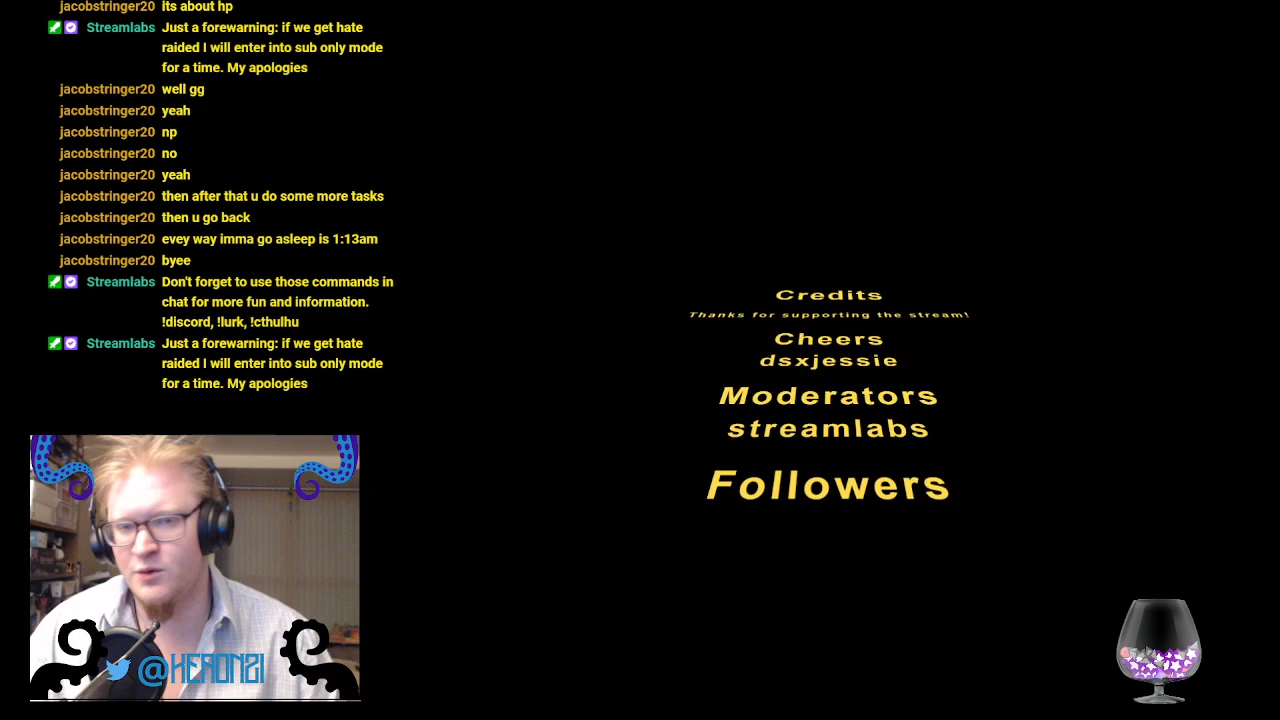 jacobstringer20 its about hp
Streamlabs Just a forewarning: if we get hate
raided I will enter into sub only mode
for a time. My apologies
jacobstringer20 well gg
jacobstringer20 yeah
jacobstringer20 np
jacobstringer20 no
jacobstringer20 yeah
jacobstringer20 then after that u do some more tasks
jacobstringer20 then u go back
jacobstringer20 evey way imma go asleep is 1:13am
jacobstringer20 byee
Streamlabs Don't forget to use those commands in
chat for more fun and information.
!discord, !lurk, !cthulhu
Streamlabs Just a forewarning: if we get hate
raided I will enter into sub only mode
for a time. My apologies
Credits
Thanks for supporting the stream!
Cheers
dsxjessie
Moderators
streamlabs
Followers